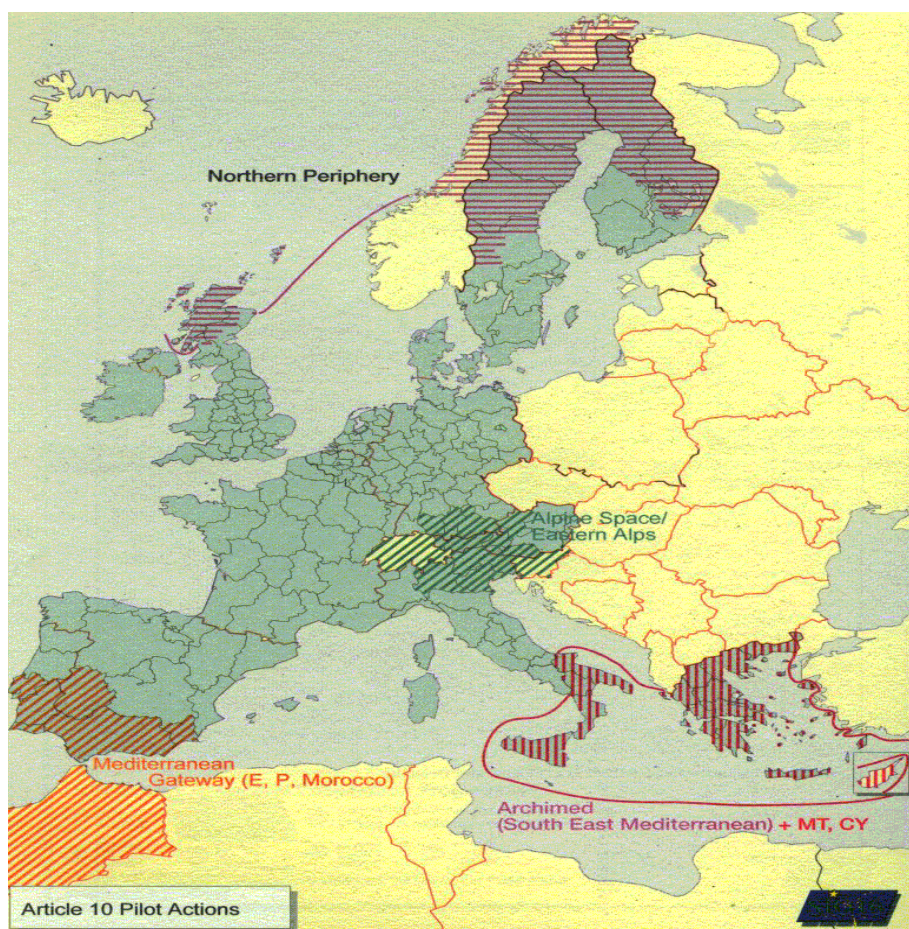 Northern Periphery
Alpine Space/
Eastern Alps
Mediterranean
Gateway (E, P, Morocco)
Archimed
(South East Mediterranean) + MT, CY
Article 10 Pilot Actions